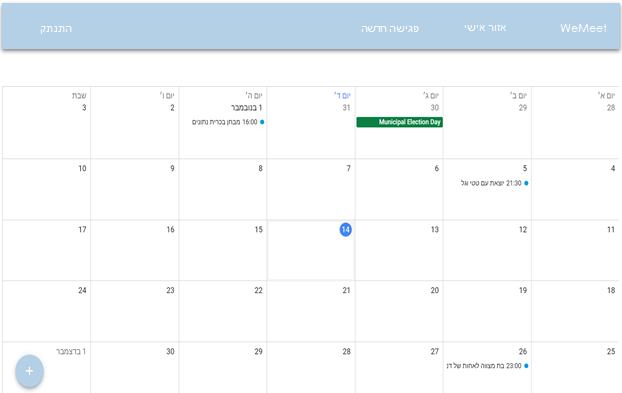 WeMeet אזור אישי פגישה חדשה התנתק
יום א' יום ב' יום ג' יום ד' יום ה' יום ו' שבת
28 29 30 31 1 בנובמבר 2 3
Municipal Election Day
16:00 מבחן בכרית נתונים
4 5 6 7 8 9 10
21:30 יוצאת עם טטי וגל
11 12 13 14 15 16 17
18 19 20 21 22 23 24
25 26 27 28 29 30 1 בדצמבר
23:00 בת מצווה לאחות של דנ
+